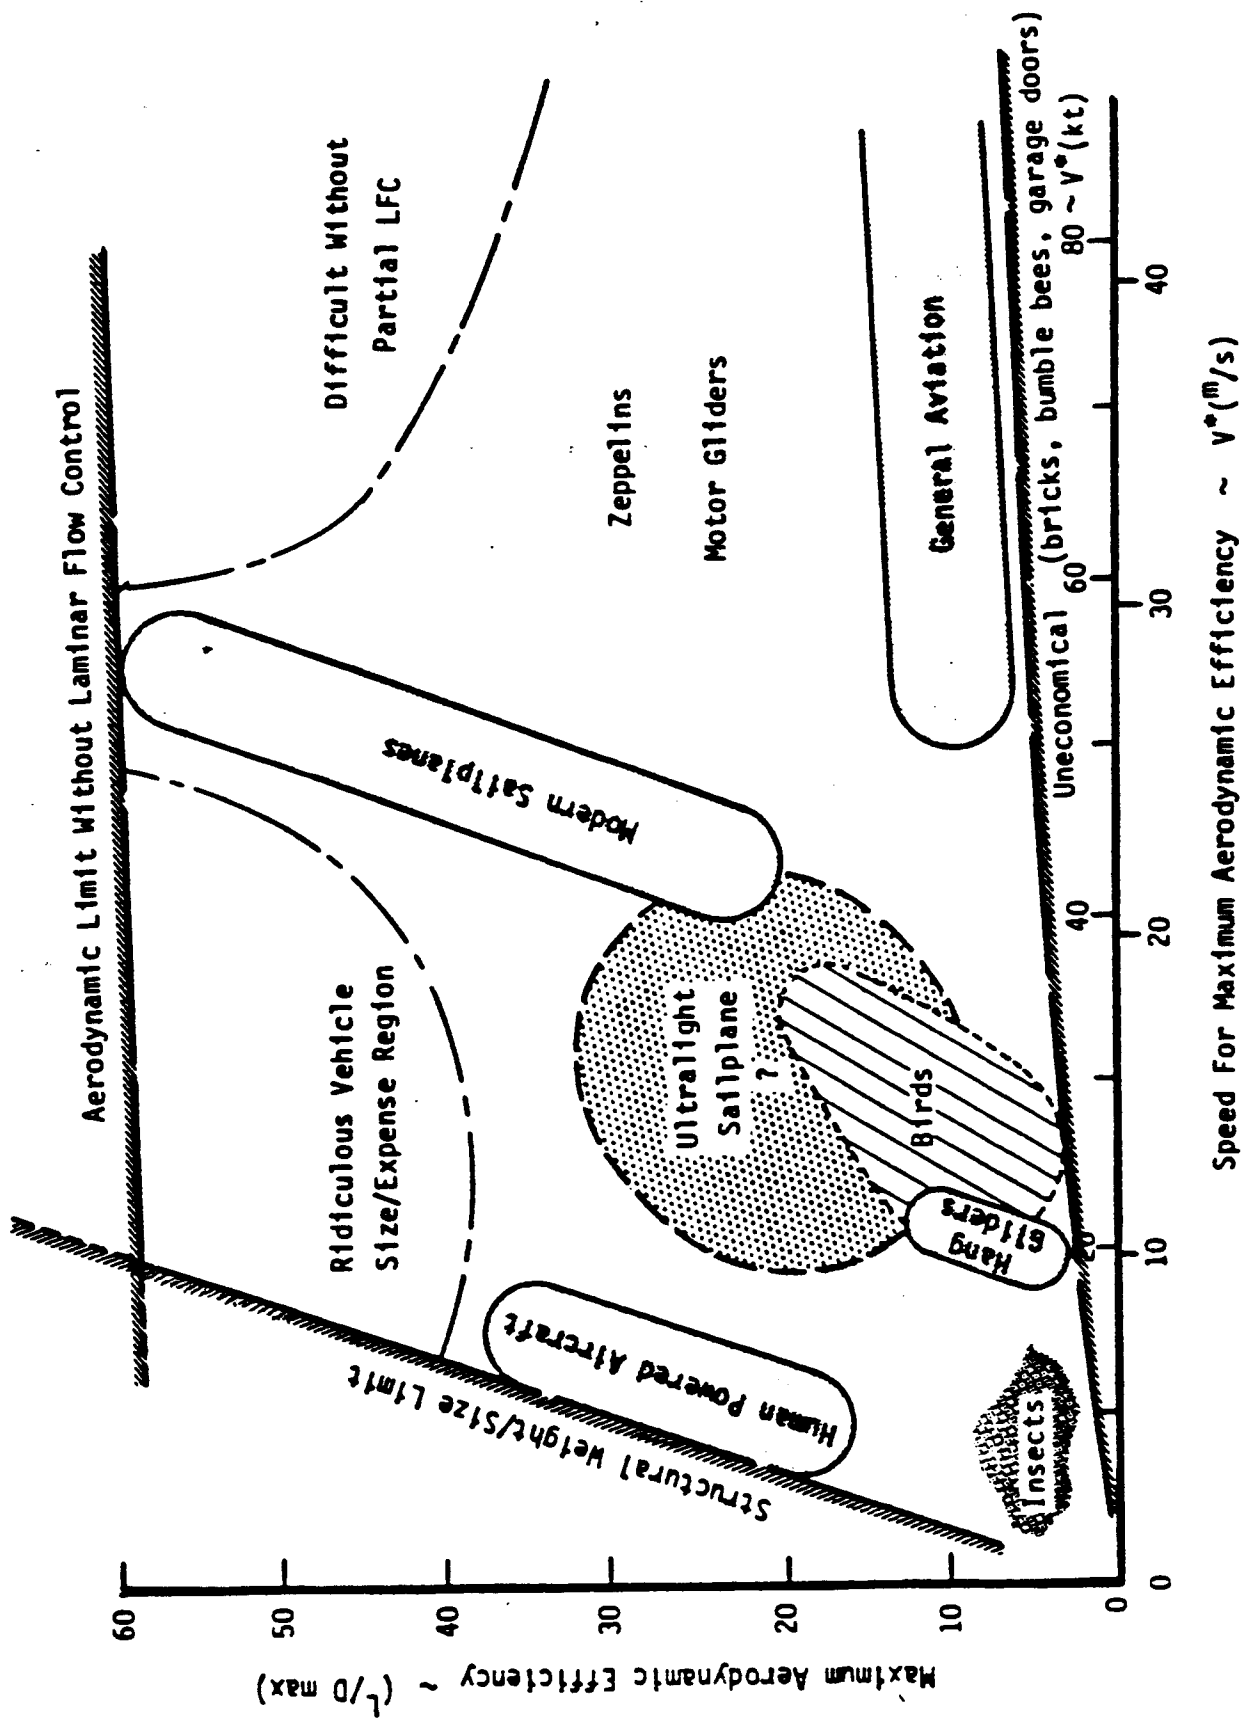 Aerodynamic Limit Without Laminar Flow Control
Ridiculous Vehicle
Size/Expense Region
Difficult Without
Partial LFC
Structural Weight/Size Limit
Human Powered Aircraft
Modern Sailplanes
Ultralight
Sailplane
?
Zeppelins
Motor Gliders
Birds
Hang
Gliders
Insects
General Aviation
Uneconomical (bricks, bumble bees, garage doors)
20
40
60
80 ~ V*(kt)
60
50
40
30
20
10
0
Maximum Aerodynamic Efficiency ~ (L/D max)
0
10
20
30
40
Speed For Maximum Aerodynamic Efficiency ~ V*(m/s)